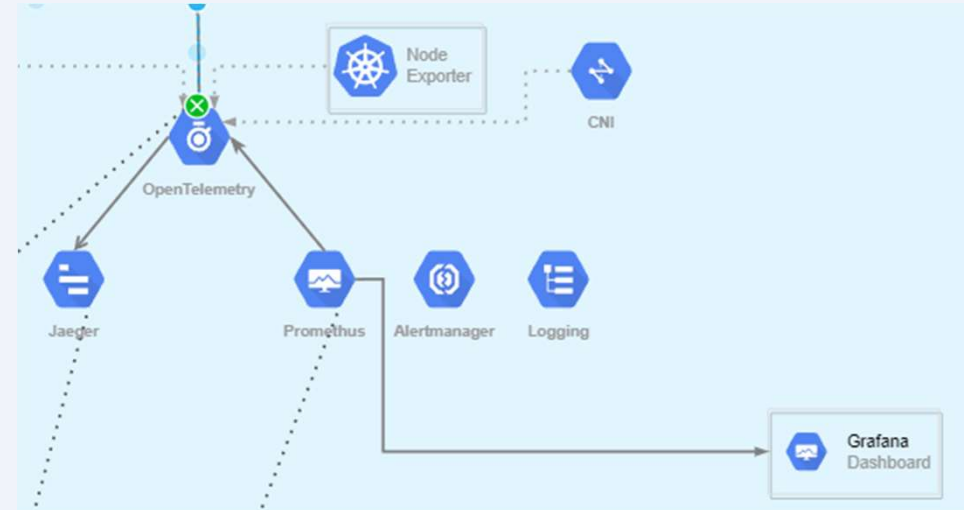 Node
Exporter
CNI
OpenTelemetry
Jaeger
Promethus
Alertmanager
Logging
Grafana
Dashboard